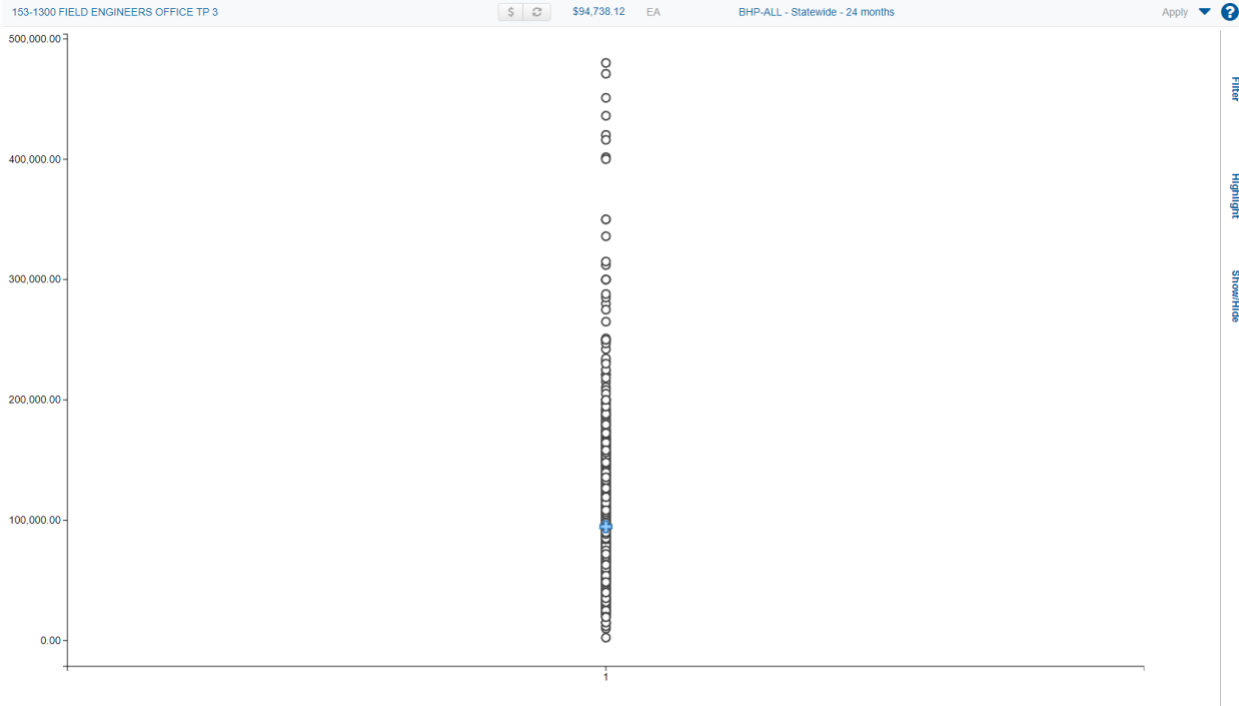 153-1300 FIELD ENGINEERS OFFICE TP 3 $ $94,738.12 EA BHP-ALL - Statewide - 24 months Apply ?
500,000.00
400,000.00
300,000.00
200,000.00
100,000.00
0.00
1
Filter
Highlight
Show/Hide